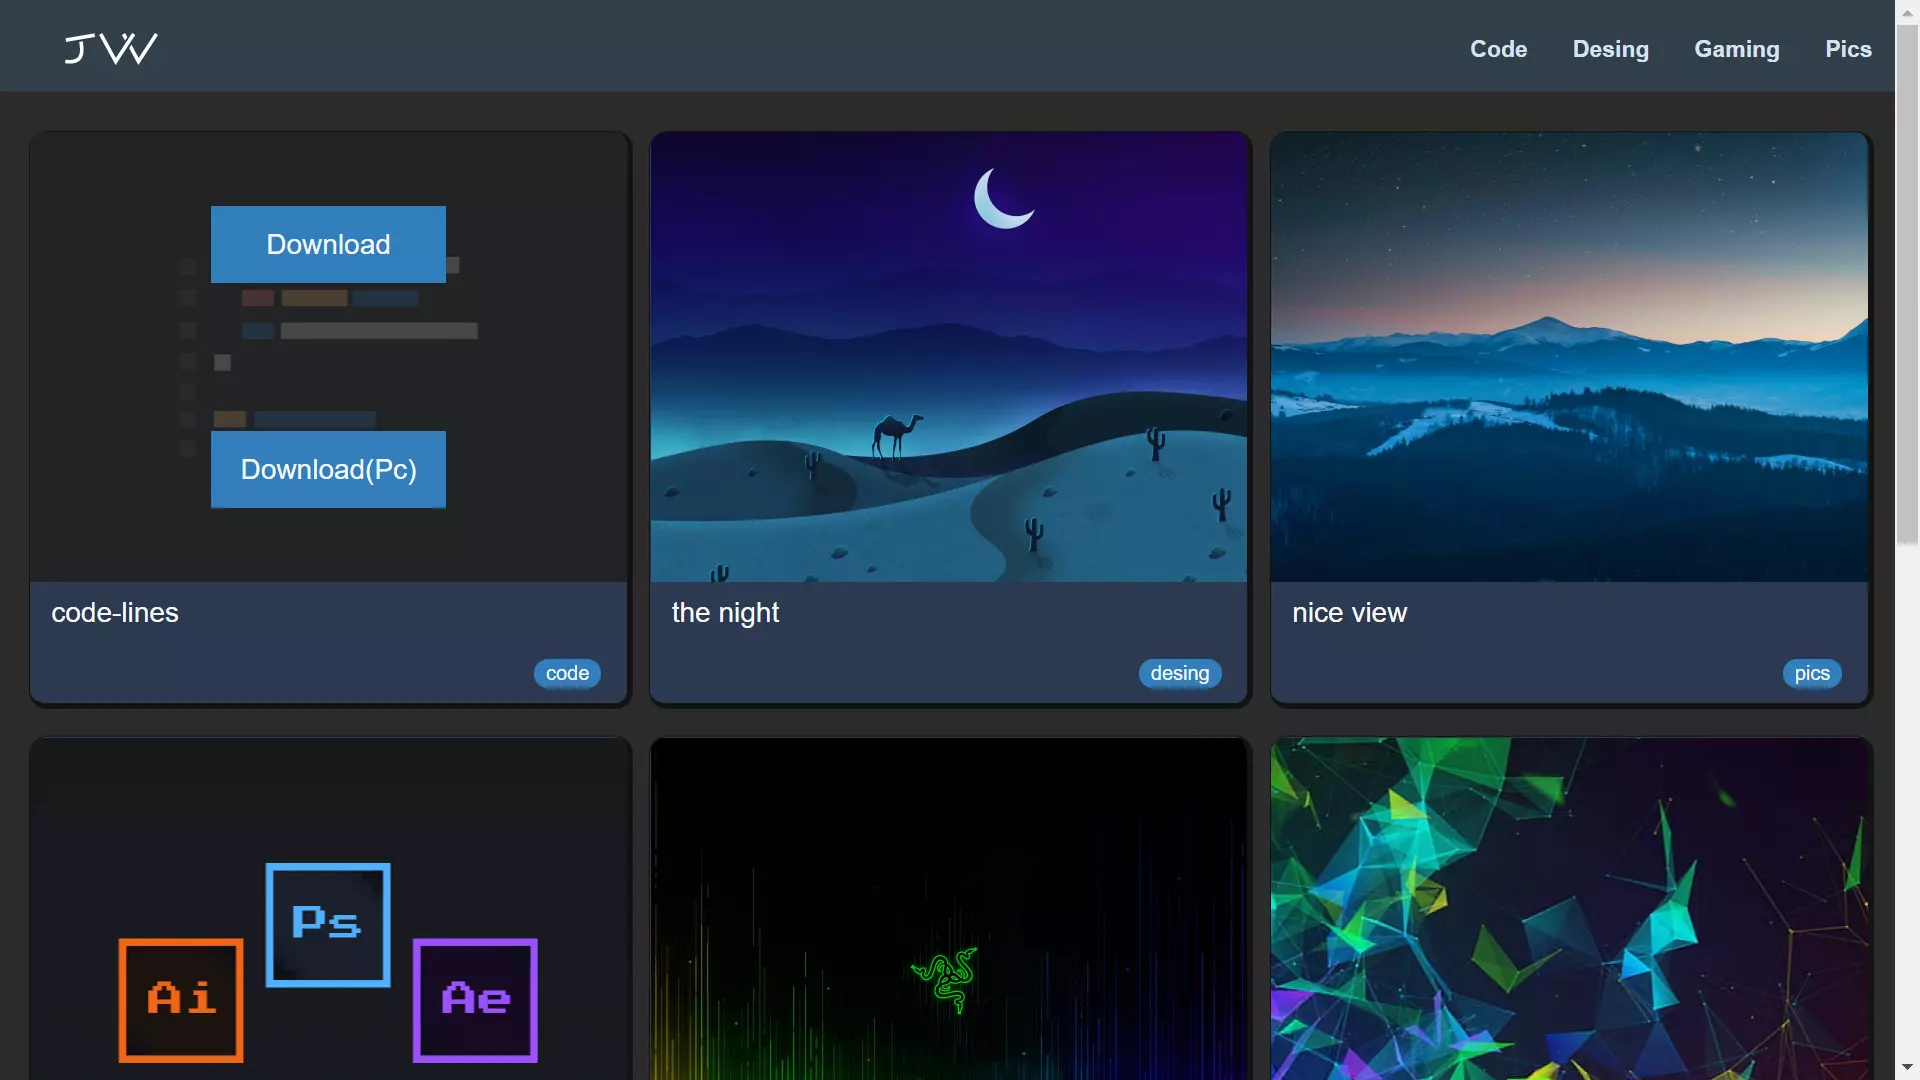 JW
Code Desing Gaming Pics
Download
Download(Pc)
code-lines
code
the night
desing
nice view
pics
Ps
Ai
Ae